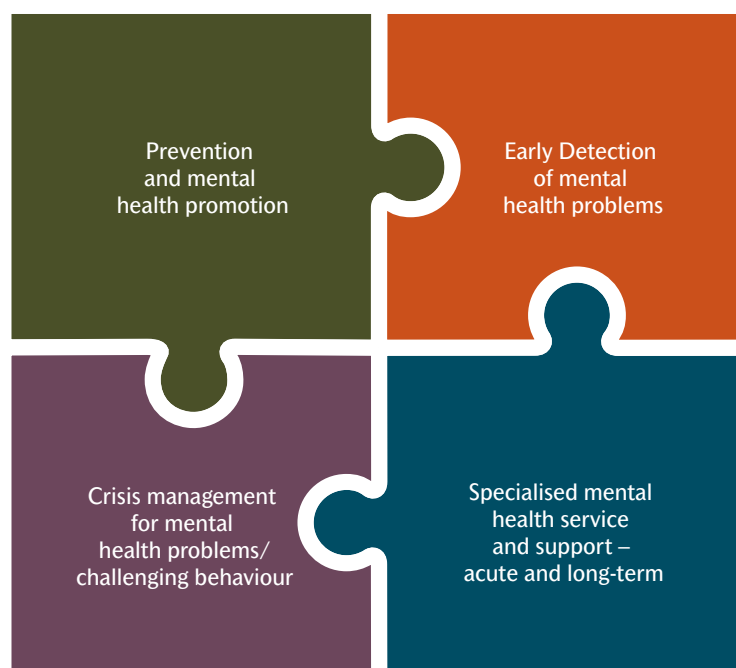 Prevention
and mental
health promotion
Early Detection
of mental
health problems
Crisis management
for mental
health problems/
challenging behaviour
Specialised mental
health service
and support –
acute and long-term